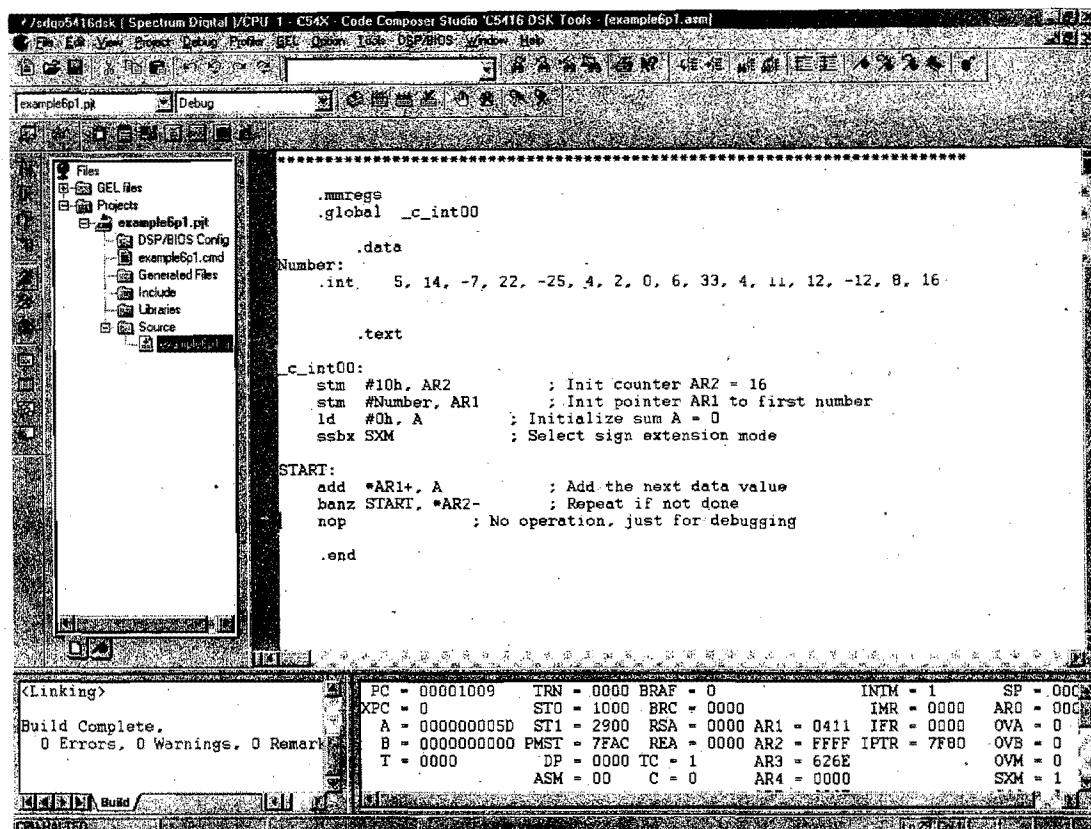 /sdgo5416dsk [ Spectrum Digital ]/CPU_1 - C54X - Code Composer Studio 'C5416 DSK Tools - [example6p1.asm]
File Edit View Project Debug Profiler GEL Option Tools DSP/BIOS Window Help
example6p1.pjt Debug
Files
GEL files
Projects
example6p1.pjt
DSP/BIOS Config
example6p1.cmd
Generated Files
Include
Libraries
Source
*****************************************************************************
.mmregs
.global _c_int00
.data
Number:
.int 5, 14, -7, 22, -25, 4, 2, 0, 6, 33, 4, 11, 12, -12, 8, 16
.text
_c_int00:
stm #10h, AR2 ; Init counter AR2 = 16
stm #Number, AR1 ; Init pointer AR1 to first number
ld #0h, A ; Initialize sum A = 0
ssbx SXM ; Select sign extension mode
START:
add *AR1+, A ; Add the next data value
banz START, *AR2- ; Repeat if not done
nop ; No operation, just for debugging
.end
<Linking>
Build Complete,
0 Errors, 0 Warnings, 0 Remark
Build
PC = 00001009 TRN = 0000 BRAF = 0 INTM = 1 SP = 000
XPC = 0 ST0 = 1000 BRC = 0000 IMR = 0000 AR0 = 000
A = 000000005D ST1 = 2900 RSA = 0000 AR1 = 0411 IFR = 0000 OVA = 0
B = 0000000000 PMST = 7FAC REA = 0000 AR2 = FFFF IPTR = 7F80 OVB = 0
T = 0000 DP = 0000 TC = 1 AR3 = 626E OVM = 0
ASM = 00 C = 0 AR4 = 0000 SXM = 1
CPU HALTED